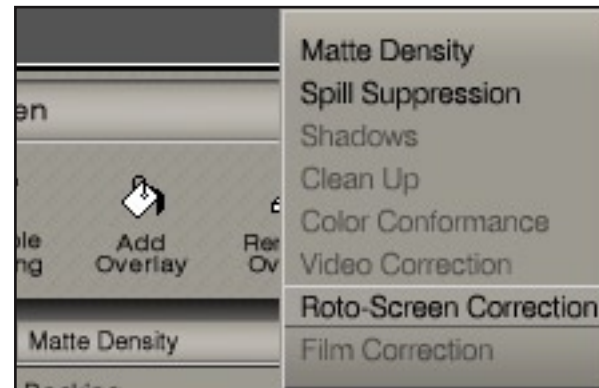 Matte Density
Spill Suppression
Shadows
Clean Up
Color Conformance
Video Correction
Roto-Screen Correction
Film Correction
Add
Overlay
Matte Density